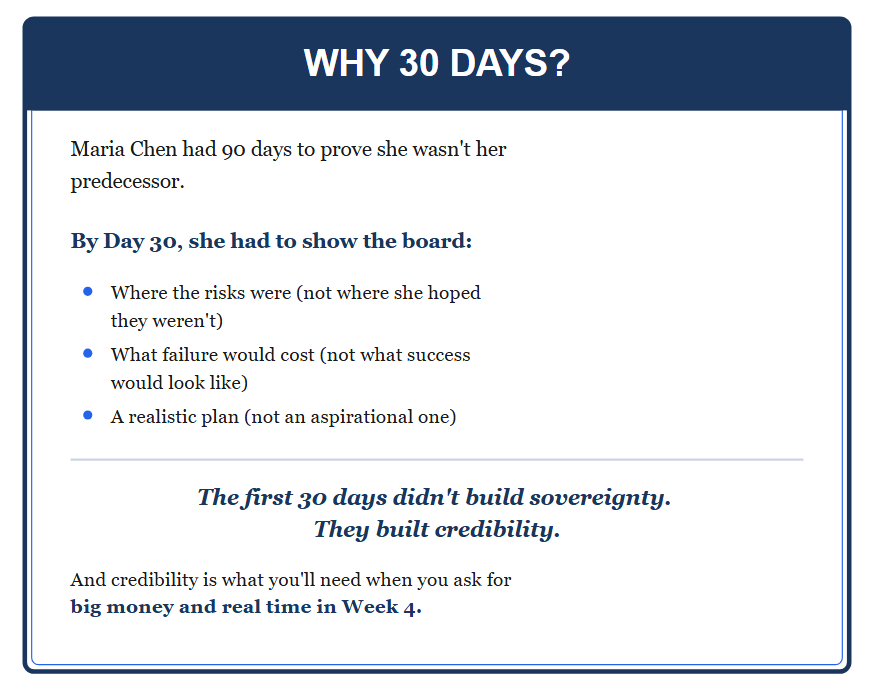 WHY 30 DAYS?
Maria Chen had 90 days to prove she wasn't her
predecessor.
By Day 30, she had to show the board:
Where the risks were (not where she hoped
they weren't)
What failure would cost (not what success
would look like)
A realistic plan (not an aspirational one)
The first 30 days didn't build sovereignty.
They built credibility.
And credibility is what you'll need when you ask for
big money and real time in Week 4.